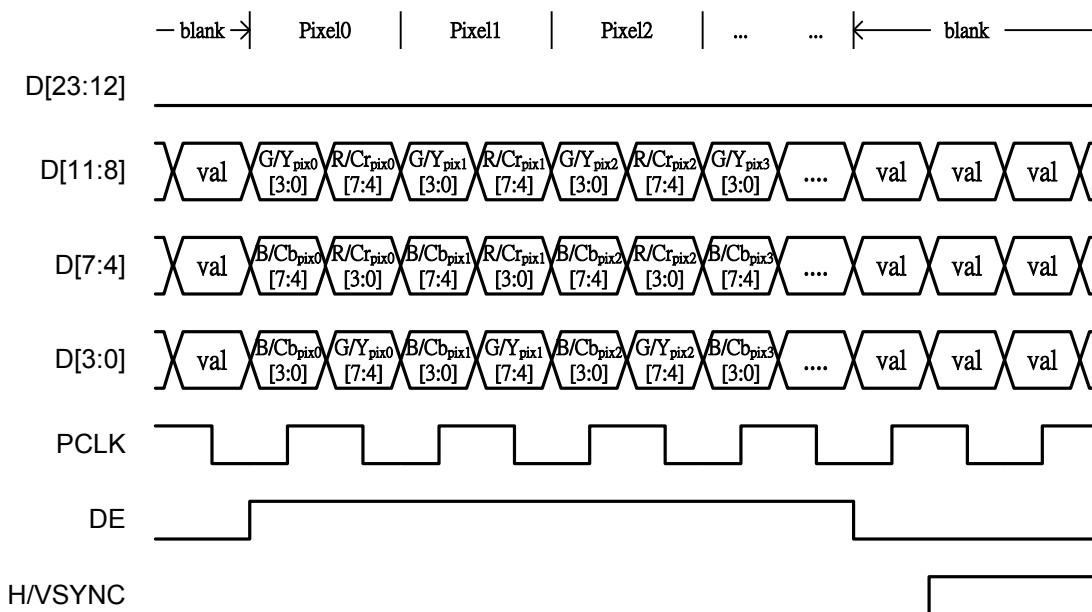 blank Pixel0 Pixel1 Pixel2 ... ... blank
D[23:12]
D[11:8] val G/Ypix0 [3:0] R/Crpix0 [7:4] G/Ypix1 [3:0] R/Crpix1 [7:4] G/Ypix2 [3:0] R/Crpix2 [7:4] G/Ypix3 [3:0] .... val val val
D[7:4] val B/Cbpix0 [7:4] R/Crpix0 [3:0] B/Cbpix1 [7:4] R/Crpix1 [3:0] B/Cbpix2 [7:4] R/Crpix2 [3:0] B/Cbpix3 [7:4] .... val val val
D[3:0] val B/Cbpix0 [3:0] G/Ypix0 [7:4] B/Cbpix1 [3:0] G/Ypix1 [7:4] B/Cbpix2 [3:0] G/Ypix2 [7:4] B/Cbpix3 [3:0] .... val val val
PCLK
DE
H/VSYNC